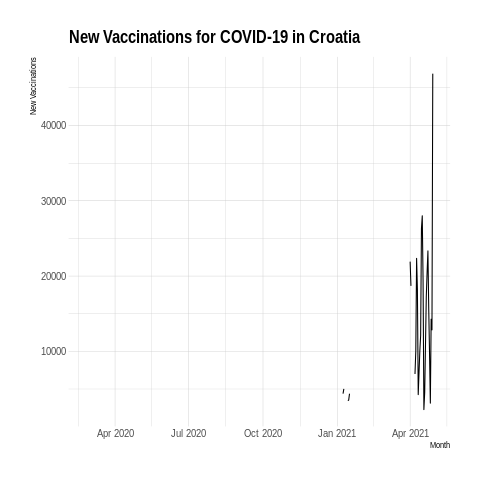 New Vaccinations for COVID-19 in Croatia
New Vaccinations
40000
30000
20000
10000
Apr 2020 Jul 2020 Oct 2020 Jan 2021 Apr 2021
Month